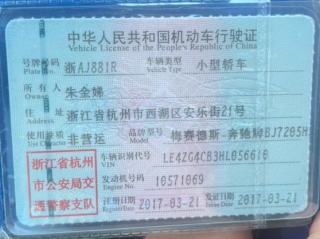 中华人民共和国机动车行驶证
Vehicle License of the People's Republic of China
号牌号码 浙AJ881R 车辆类型 小型轿车
Plate No. Vehicle Type
所有人 朱金娣
Owner
住址 浙江省杭州市西湖区安乐街21号
Address
使用性质 非营运 品牌型号 梅赛德斯-奔驰牌BJ7205H
Use Character Model
浙江省杭州
市公安局交
通警察支队
车辆识别代号 LE4ZG4CB3HL056610
VIN
发动机号码 10571069
Engine No.
注册日期 2017-03-21 发证日期 2017-03-21
Register Date Issue Date